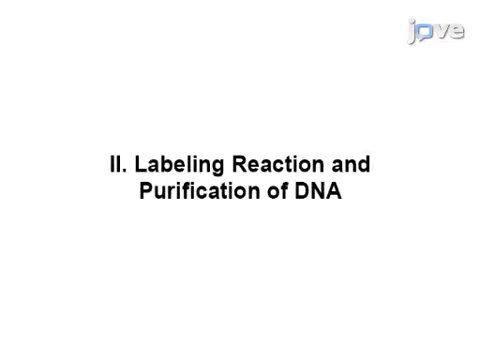 jove
II. Labeling Reaction and
Purification of DNA